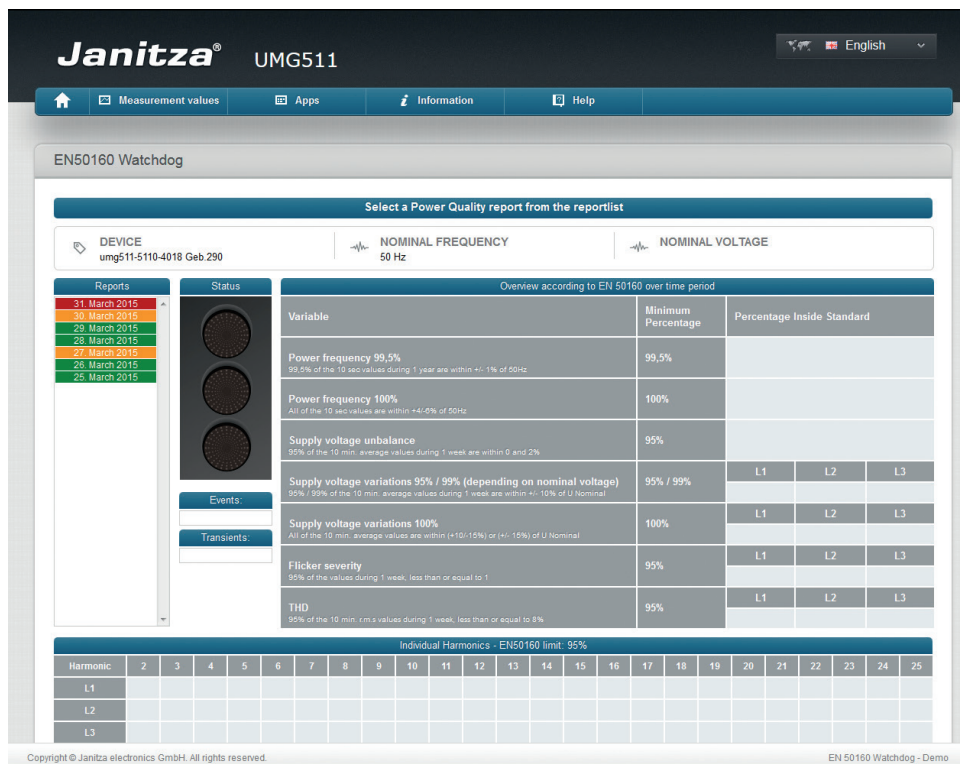 Janitza®
UMG511
English
Measurement values
Apps
Information
Help
EN50160 Watchdog
Select a Power Quality report from the reportlist
DEVICE
umg511-5110-4018 Geb.290
NOMINAL FREQUENCY
50 Hz
NOMINAL VOLTAGE
Reports
31. March 2015
30. March 2015
29. March 2015
28. March 2015
27. March 2015
26. March 2015
25. March 2015
Status
Events:
Transients:
Overview according to EN 50160 over time period
Variable Minimum Percentage Percentage Inside Standard
Power frequency 99,5% 99,5%
99,5% of the 10 sec values during 1 year are within +/- 1% of 50Hz
Power frequency 100% 100%
All of the 10 sec values are within +4/-6% of 50Hz
Supply voltage unbalance 95%
95% of the 10 min. average values during 1 week are within 0 and 2%
Supply voltage variations 95% / 99% (depending on nominal voltage) 95% / 99% L1 L2 L3
95% / 99% of the 10 min. average values during 1 week are within +/- 10% of U Nominal
Supply voltage variations 100% 100% L1 L2 L3
All of the 10 min. average values are within (+10/-15%) or (+/- 15%) of U Nominal
Flicker severity 95% L1 L2 L3
95% of the values during 1 week, less than or equal to 1
THD 95% L1 L2 L3
95% of the 10 min. r.m.s values during 1 week, less than or equal to 8%
Individual Harmonics - EN50160 limit: 95%
Harmonic 2 3 4 5 6 7 8 9 10 11 12 13 14 15 16 17 18 19 20 21 22 23 24 25
L1
L2
L3
Copyright © Janitza electronics GmbH. All rights reserved.
EN 50160 Watchdog - Demo